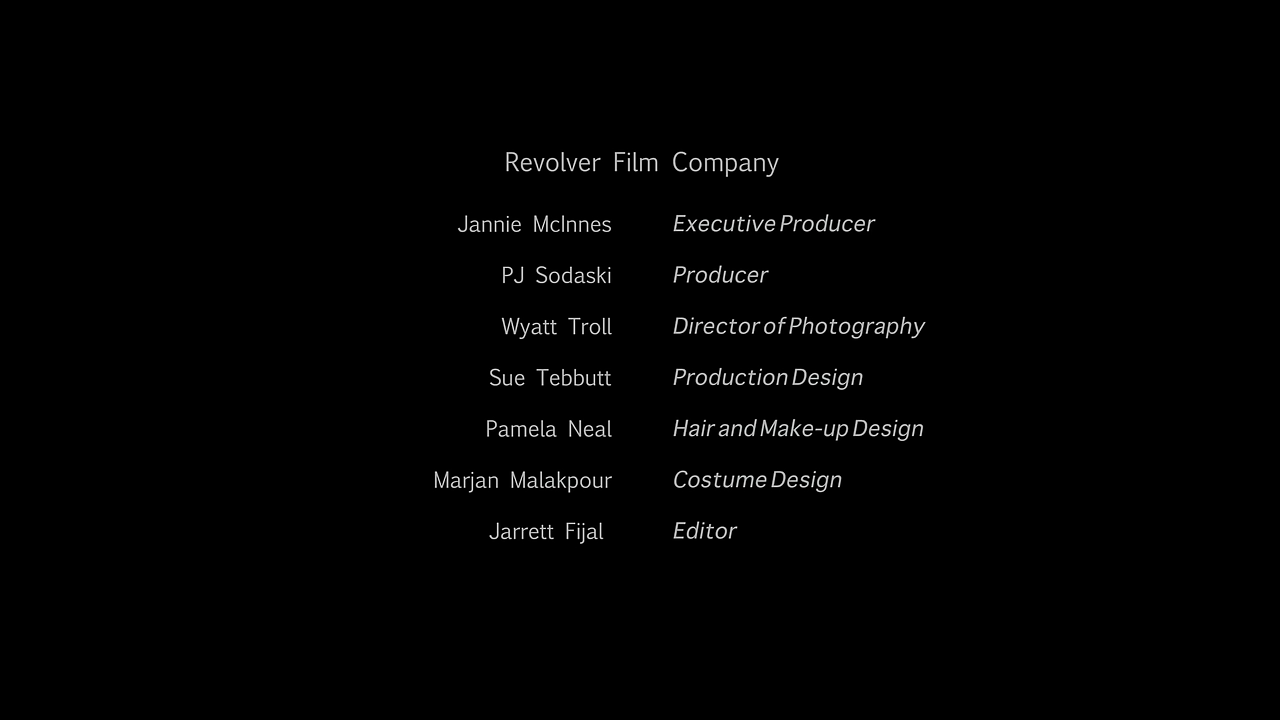 Revolver Film Company
Jannie McInnes Executive Producer
PJ Sodaski Producer
Wyatt Troll Director of Photography
Sue Tebbutt Production Design
Pamela Neal Hair and Make-up Design
Marjan Malakpour Costume Design
Jarrett Fijal Editor